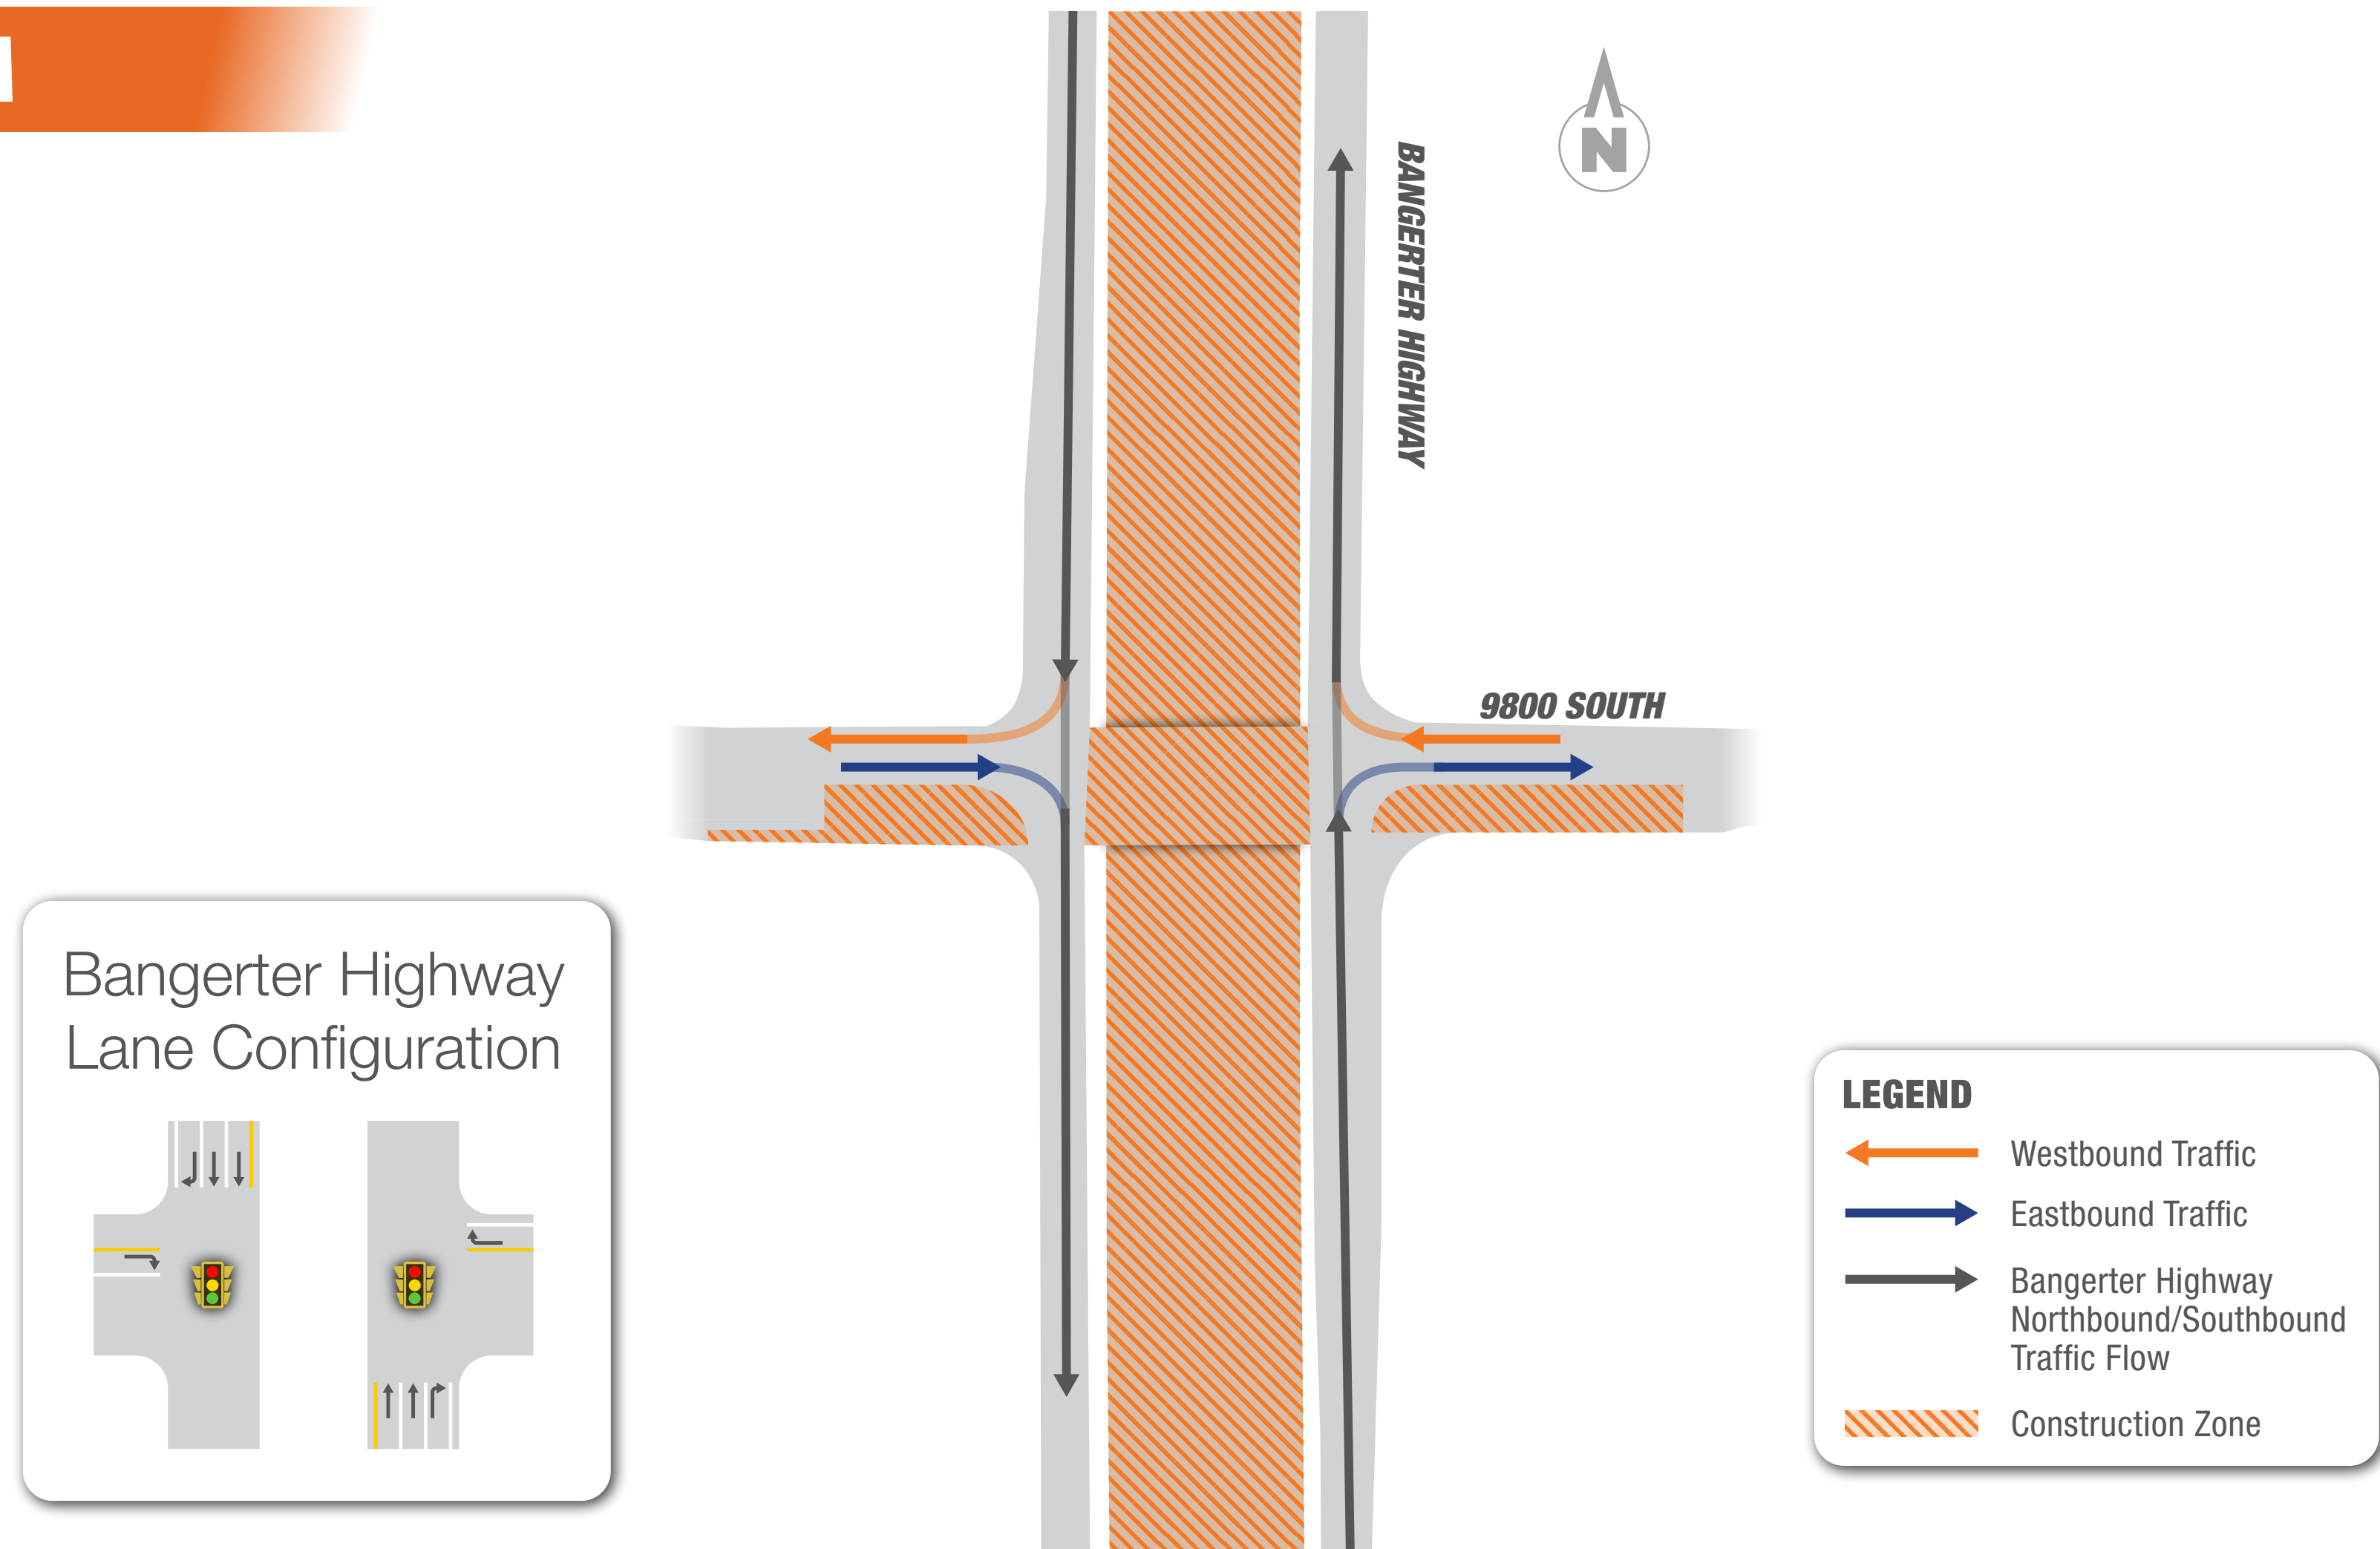 N
BANGERTER HIGHWAY
9800 SOUTH
Bangerter Highway
Lane Configuration
LEGEND
Westbound Traffic
Eastbound Traffic
Bangerter Highway
Northbound/Southbound
Traffic Flow
Construction Zone